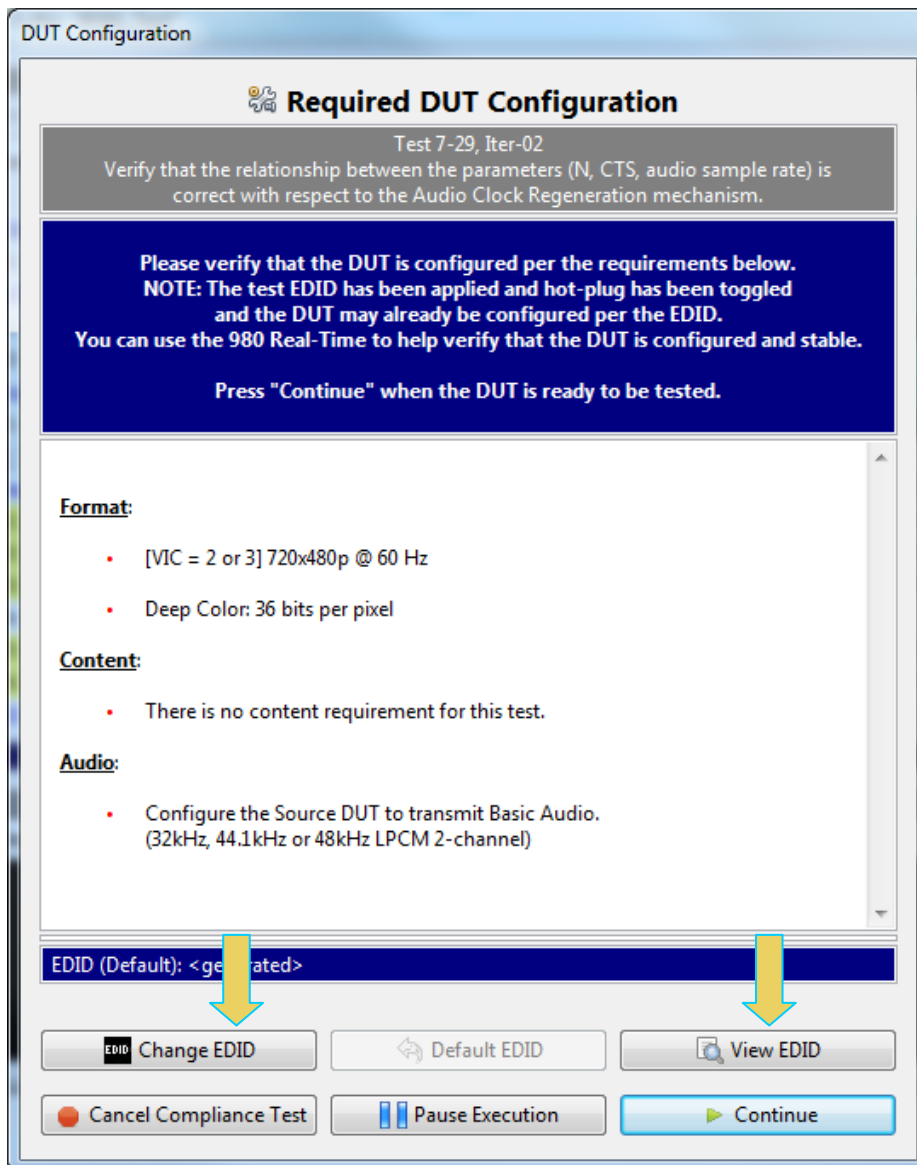 DUT Configuration
Required DUT Configuration
Test 7-29, Iter-02
Verify that the relationship between the parameters (N, CTS, audio sample rate) is
correct with respect to the Audio Clock Regeneration mechanism.
Please verify that the DUT is configured per the requirements below.
NOTE: The test EDID has been applied and hot-plug has been toggled
and the DUT may already be configured per the EDID.
You can use the 980 Real-Time to help verify that the DUT is configured and stable.
Press "Continue" when the DUT is ready to be tested.
Format:
• [VIC = 2 or 3] 720x480p @ 60 Hz
• Deep Color: 36 bits per pixel
Content:
• There is no content requirement for this test.
Audio:
• Configure the Source DUT to transmit Basic Audio.
(32kHz, 44.1kHz or 48kHz LPCM 2-channel)
EDID (Default): <generated>
EDID Change EDID
Default EDID
View EDID
Cancel Compliance Test
Pause Execution
Continue